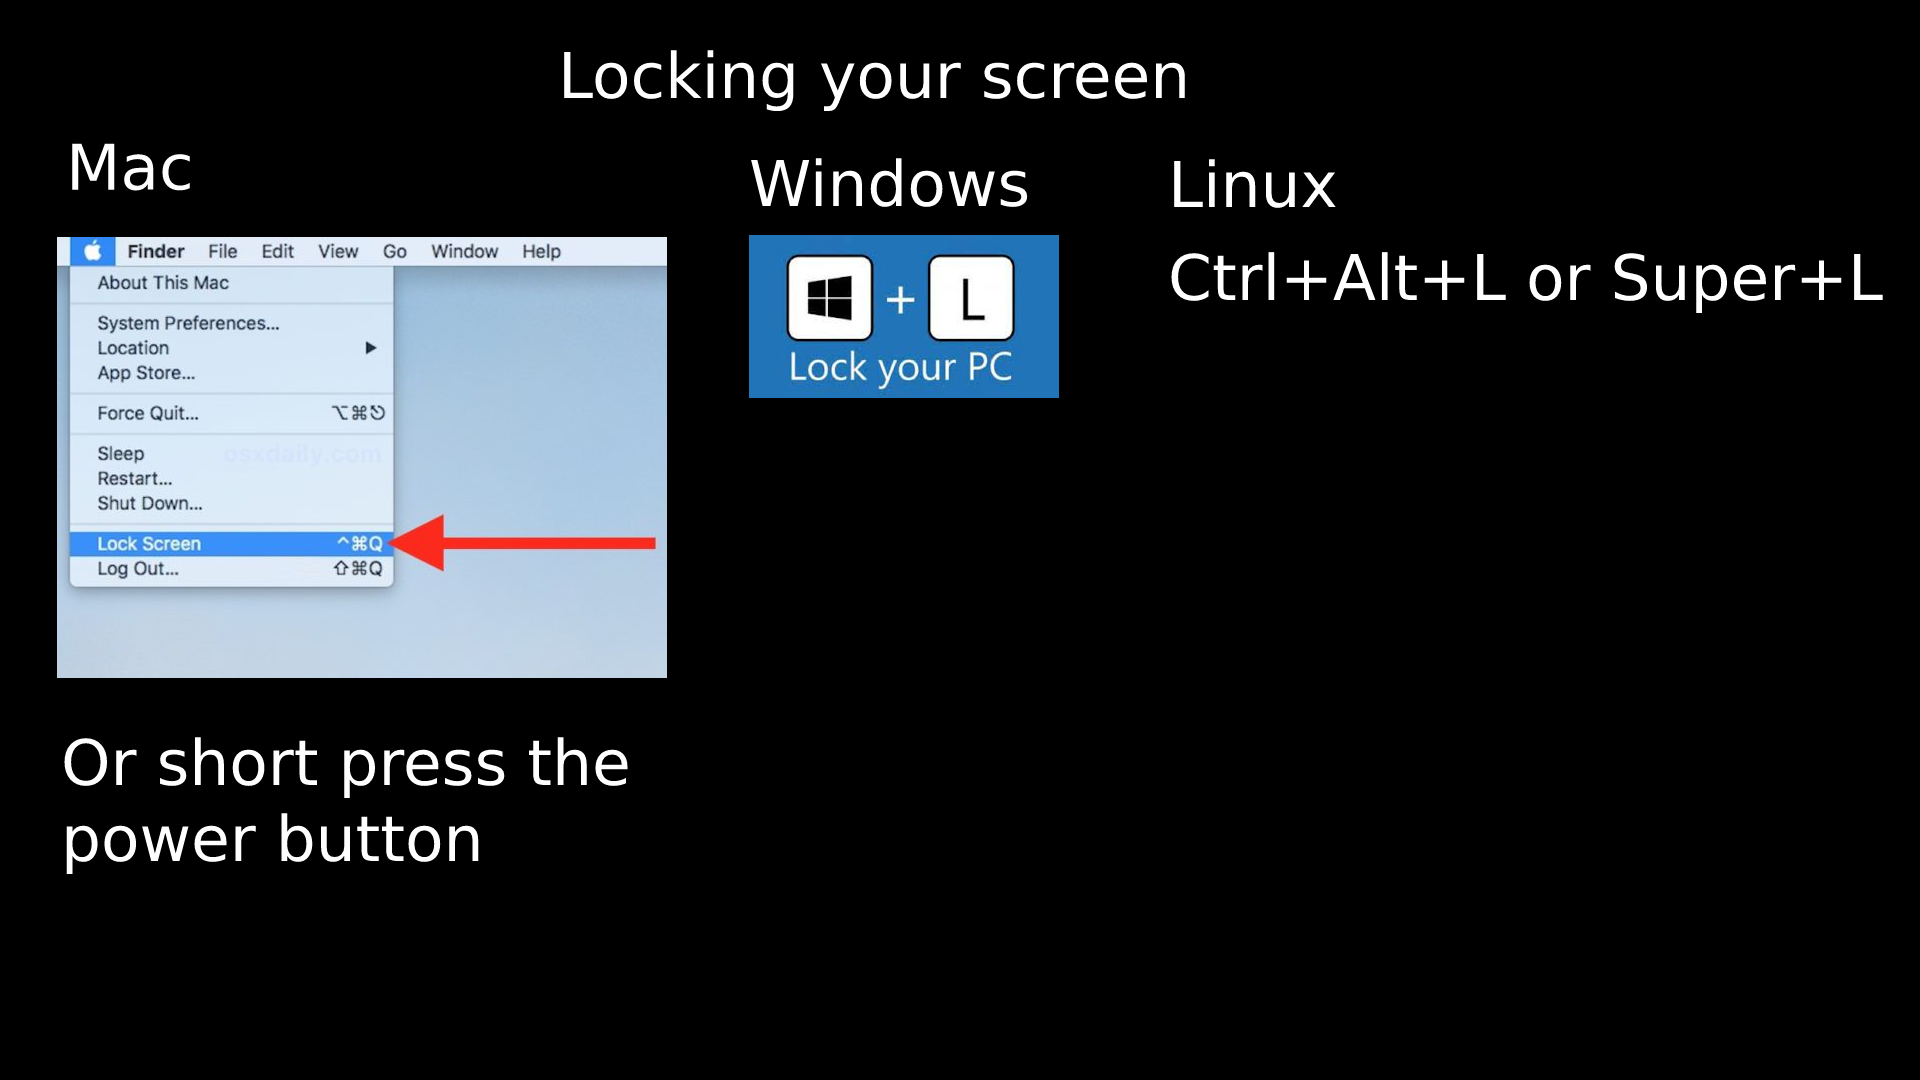 Locking your screen
Mac
Finder File Edit View Go Window Help
About This Mac
System Preferences...
Location ▶
App Store...
Force Quit... ⌥⌘⎋
Sleep
osxdaily.com
Restart...
Shut Down...
Lock Screen ^⌘Q
Log Out... ⇧⌘Q
Or short press the
power button
Windows
+ L
Lock your PC
Linux
Ctrl+Alt+L or Super+L